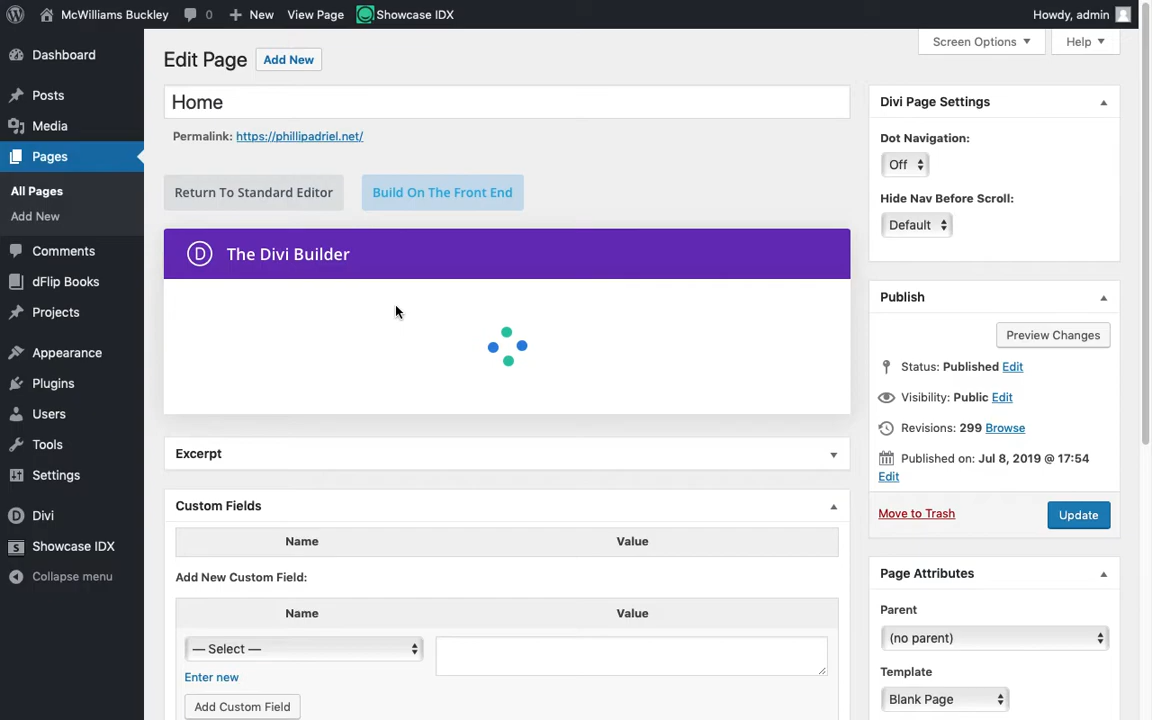 McWilliams Buckley 0 New View Page Showcase IDX Howdy, admin
Screen Options Help
Dashboard
Posts
Media
Pages
All Pages
Add New
Comments
dFlip Books
Projects
Appearance
Plugins
Users
Tools
Settings
Divi
Showcase IDX
Collapse menu
Edit Page Add New
Home
Permalink: https://phillipadriel.net/
Return To Standard Editor Build On The Front End
D The Divi Builder
Excerpt
Custom Fields
Name Value
Add New Custom Field:
Name Value
— Select —
Enter new
Add Custom Field
Divi Page Settings
Dot Navigation:
Off
Hide Nav Before Scroll:
Default
Publish
Preview Changes
Status: Published Edit
Visibility: Public Edit
Revisions: 299 Browse
Published on: Jul 8, 2019 @ 17:54
Edit
Move to Trash Update
Page Attributes
Parent
(no parent)
Template
Blank Page